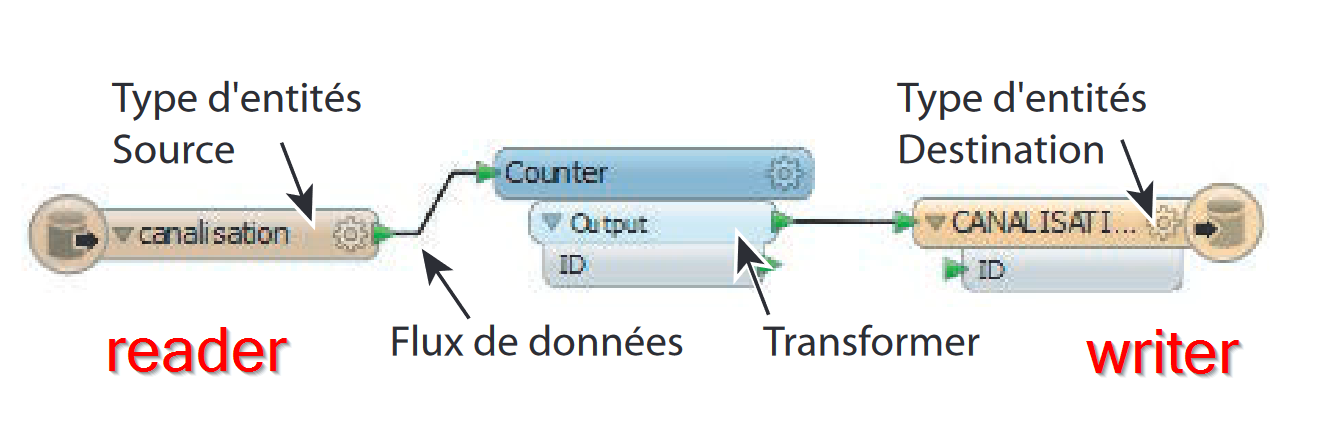 Type d'entités
Source
Type d'entités
Destination
Counter
canalisation
Output
CANALISATI...
ID
ID
Flux de données
Transformer
reader
writer